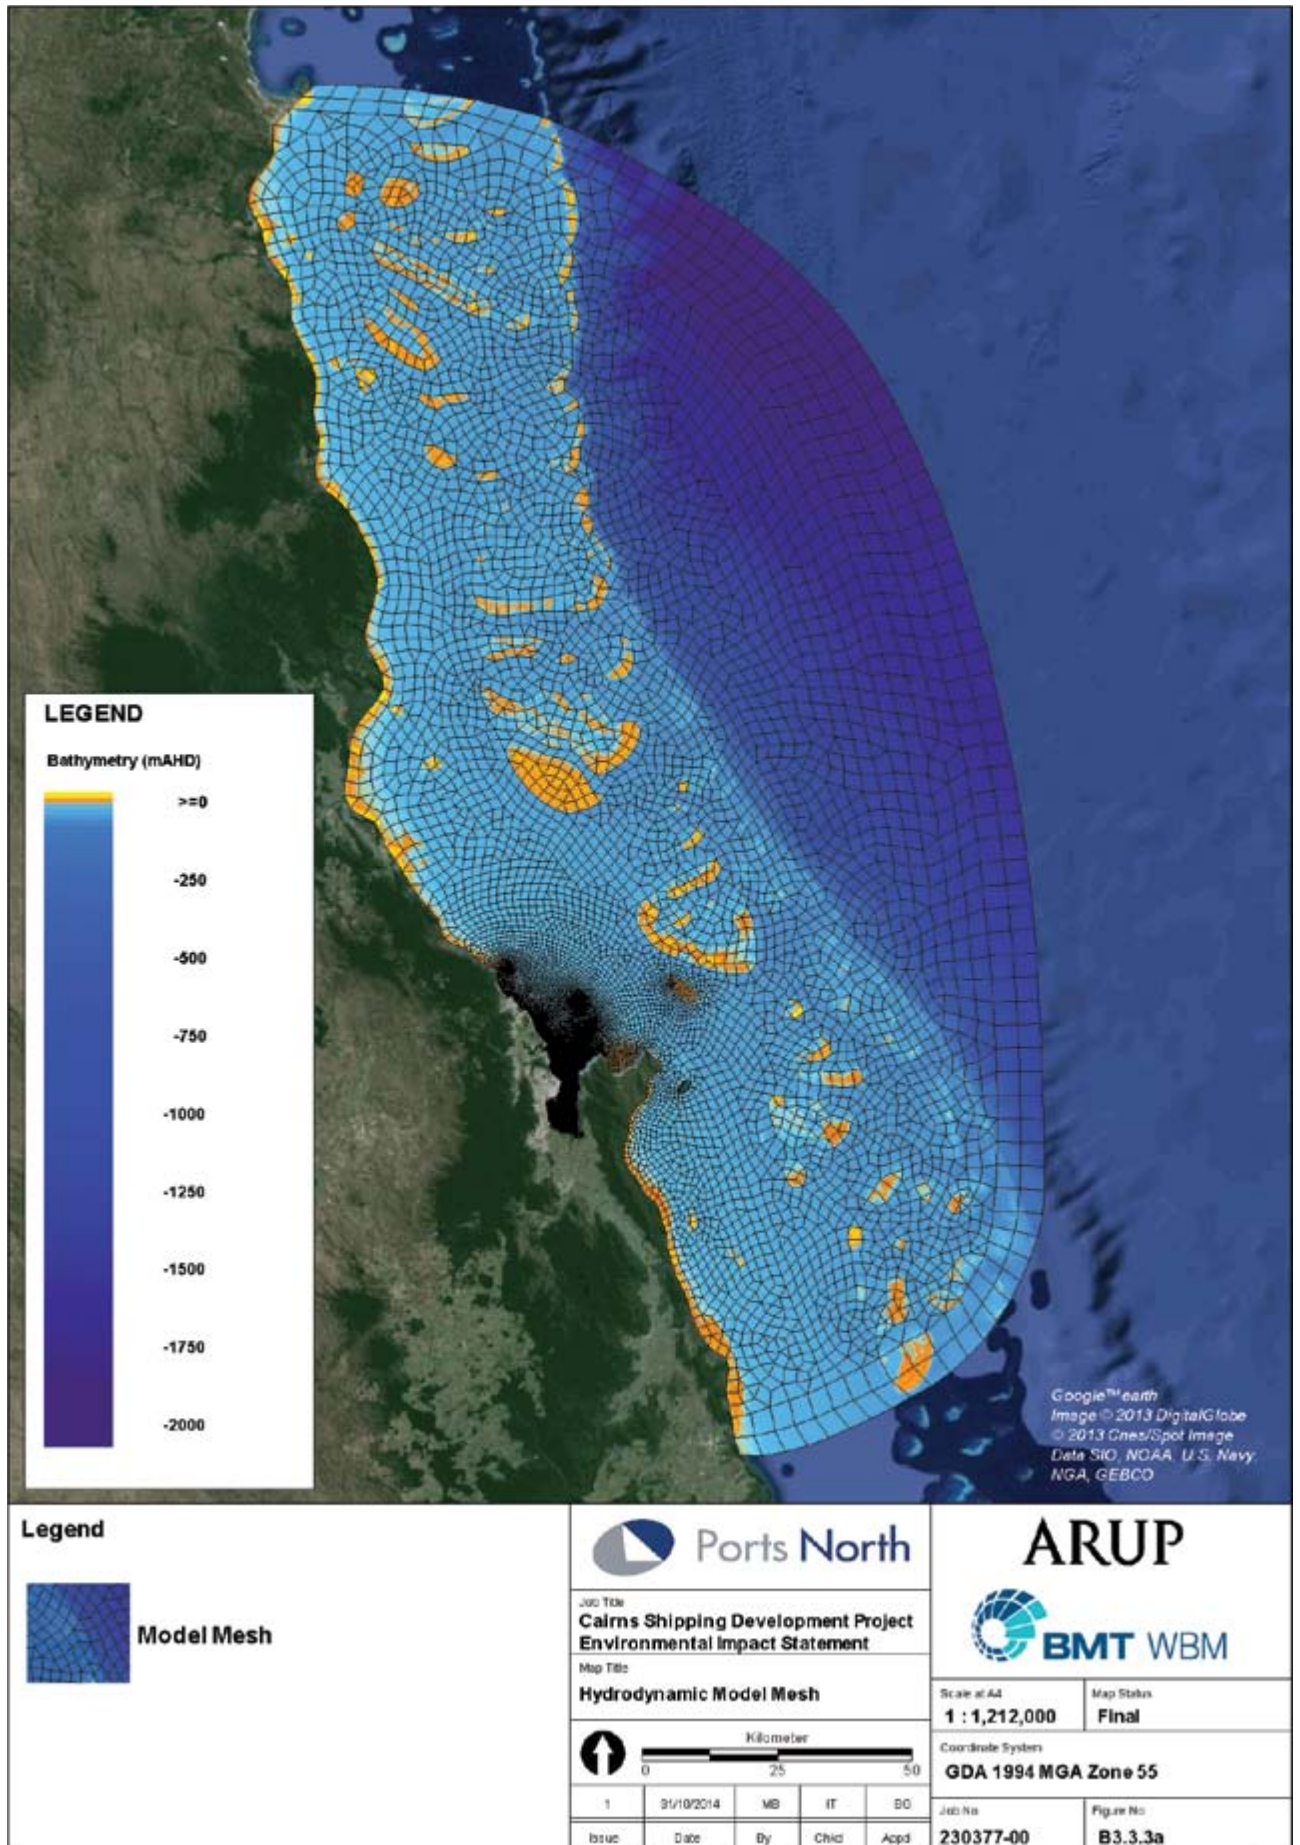 LEGEND
Bathymetry (mAHD)
>=0
-250
-500
-750
-1000
-1250
-1500
-1750
-2000
Google™ earth
Image © 2013 DigitalGlobe
© 2013 Cnes/Spot Image
Data SIO, NOAA, U.S. Navy,
NGA, GEBCO
Legend
Model Mesh
Ports North
Job Title
Cairns Shipping Development Project
Environmental Impact Statement
Map Title
Hydrodynamic Model Mesh
Kilometer
0 25 50
1 31/10/2014 MB IT BG
Issue Date By Chkd Appd
ARUP
BMT WBM
Scale at A4
1 : 1,212,000
Map Status
Final
Coordinate System
GDA 1994 MGA Zone 55
Job No
230377-00
Figure No
B3.3.3a